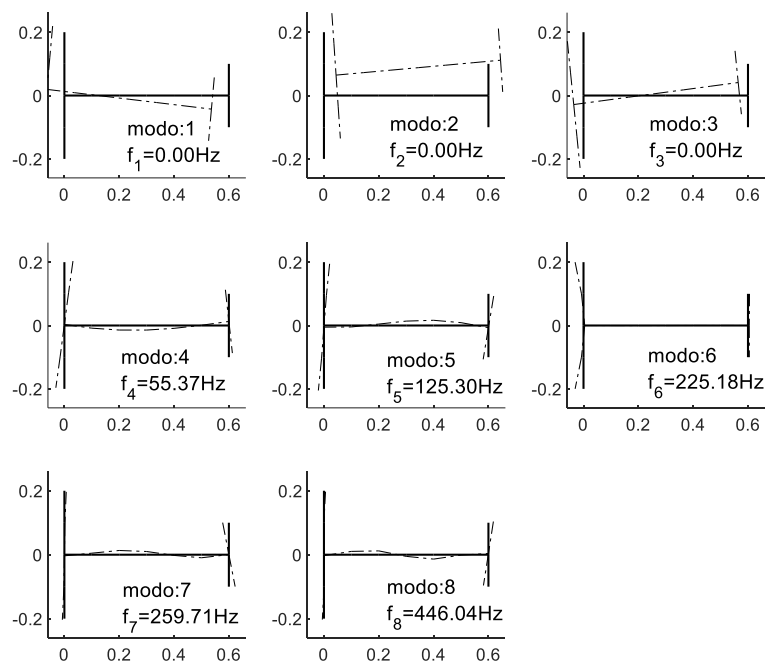 0.2
0
-0.2
modo:1
f1=0.00Hz
0 0.2 0.4 0.6
0.2
0
-0.2
modo:2
f2=0.00Hz
0 0.2 0.4 0.6
0.2
0
-0.2
modo:3
f3=0.00Hz
0 0.2 0.4 0.6
0.2
0
-0.2
modo:4
f4=55.37Hz
0 0.2 0.4 0.6
0.2
0
-0.2
modo:5
f5=125.30Hz
0 0.2 0.4 0.6
0.2
0
-0.2
modo:6
f6=225.18Hz
0 0.2 0.4 0.6
0.2
0
-0.2
modo:7
f7=259.71Hz
0 0.2 0.4 0.6
0.2
0
-0.2
modo:8
f8=446.04Hz
0 0.2 0.4 0.6